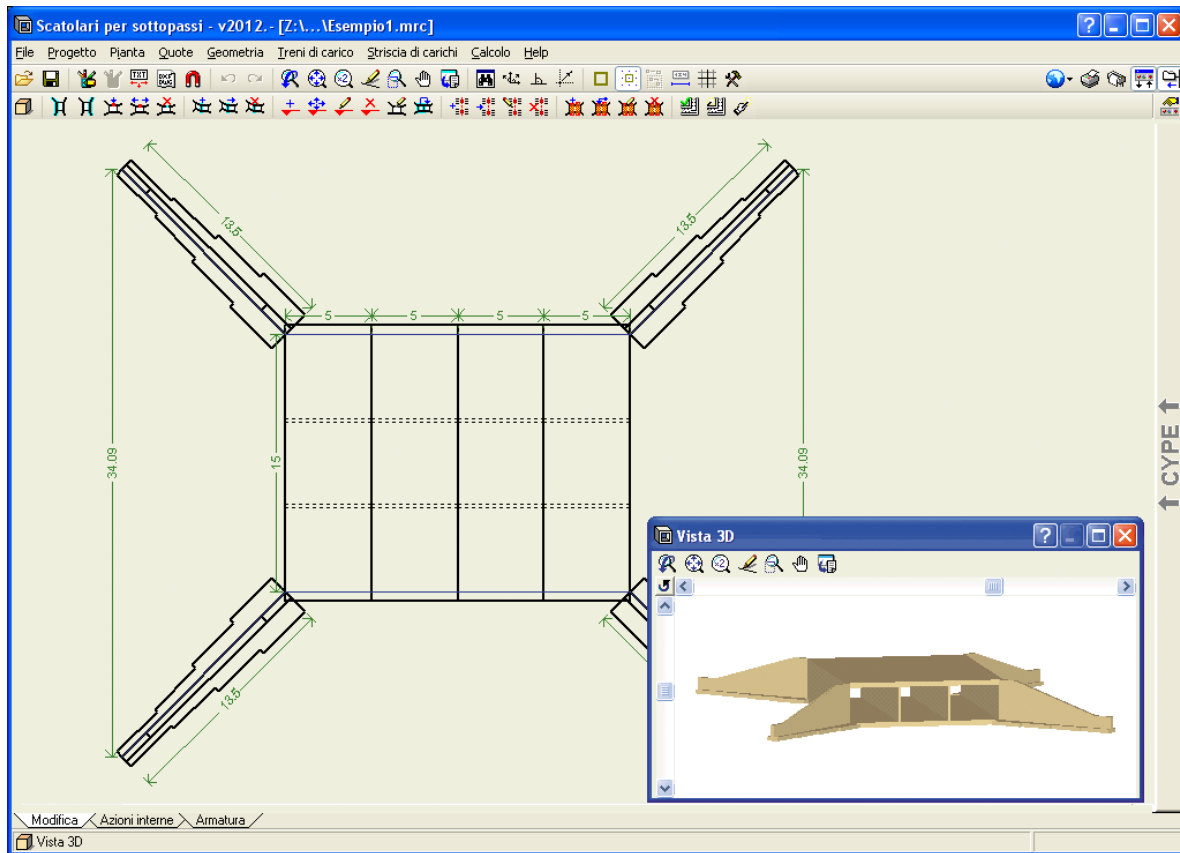 Scatolari per sottopassi - v2012.- [Z:\...\Esempio1.mrc]
File Progetto Pianta Quote Geometria Treni di carico Striscia di carichi Calcolo Help
13.5
13.5
5 5 5 5
34.09
15
34.09
13.5
CYPE
Vista 3D
Modifica Azioni interne Armatura
Vista 3D